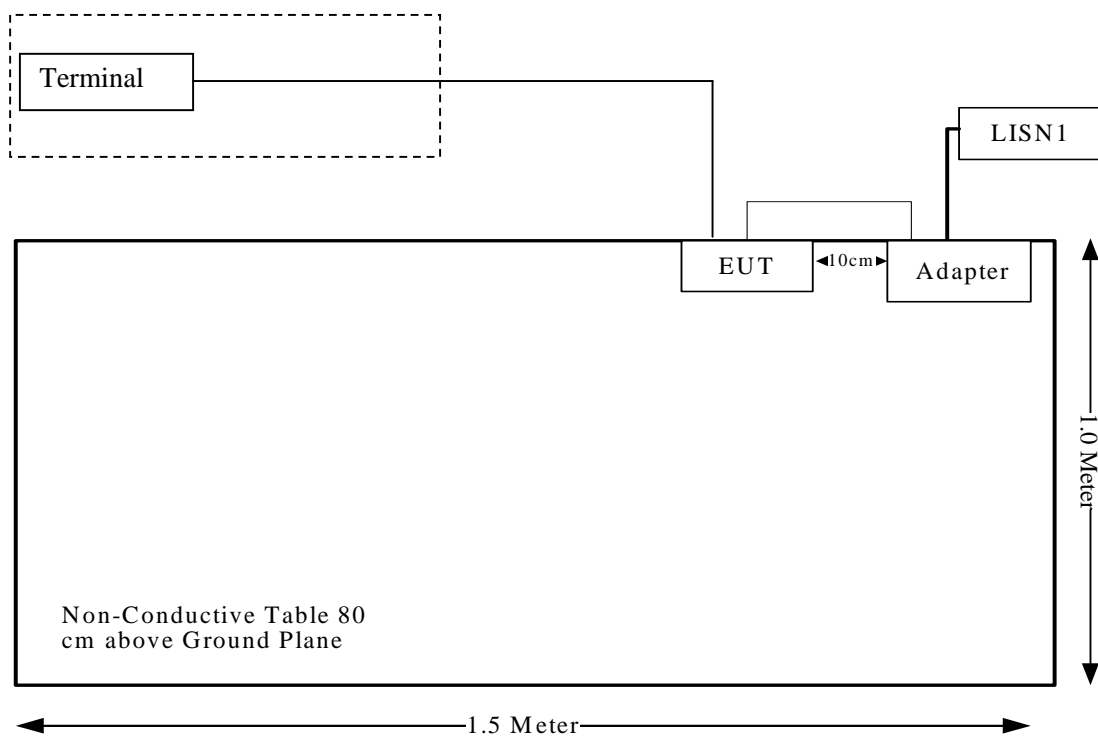 Terminal
LISN1
EUT
10cm
Adapter
1.0 Meter
Non-Conductive Table 80
cm above Ground Plane
1.5 Meter